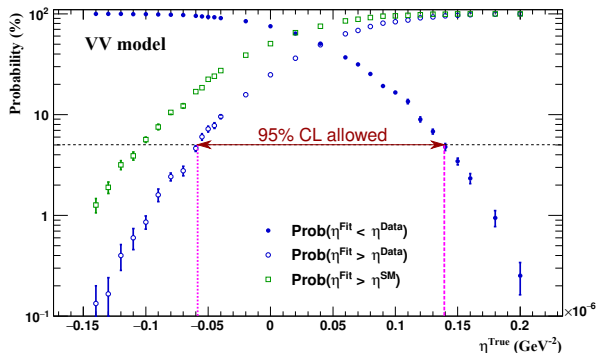 10²
VV model
Probability (%)
10
95% CL allowed
1
Prob(η^Fit < η^Data)
Prob(η^Fit > η^Data)
Prob(η^Fit > η^SM)
10⁻¹
−0.15 −0.1 −0.05 0 0.05 0.1 0.15 0.2
×10⁻⁶
η^True (GeV⁻²)